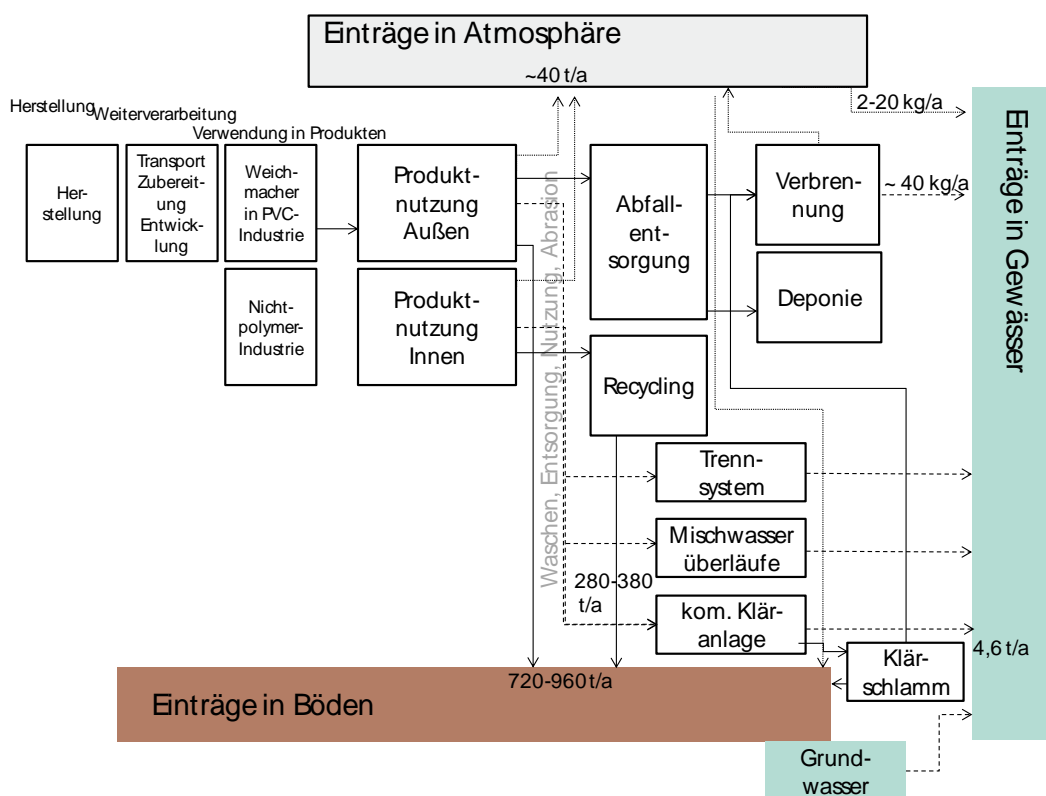 Einträge in Atmosphäre
~40 t/a
2-20 kg/a
Herstellung
Weiterverarbeitung
Verwendung in Produkten
Her-
stellung
Transport
Zubereit-
ung
Entwick-
lung
Weich-
macher
in PVC-
Industrie
Produkt-
nutzung
Außen
Abfall-
ent-
sorgung
Verbren-
nung
~ 40 kg/a
Deponie
Nicht-
polymer-
Industrie
Produkt-
nutzung
Innen
Recycling
Waschen, Entsorgung, Nutzung, Abrasion
Trenn-
system
Mischwasser
überläufe
280-380
t/a
kom. Klär-
anlage
Klär-
schlamm
4,6 t/a
720-960 t/a
Einträge in Böden
Grund-
wasser
Einträge in Gewässer